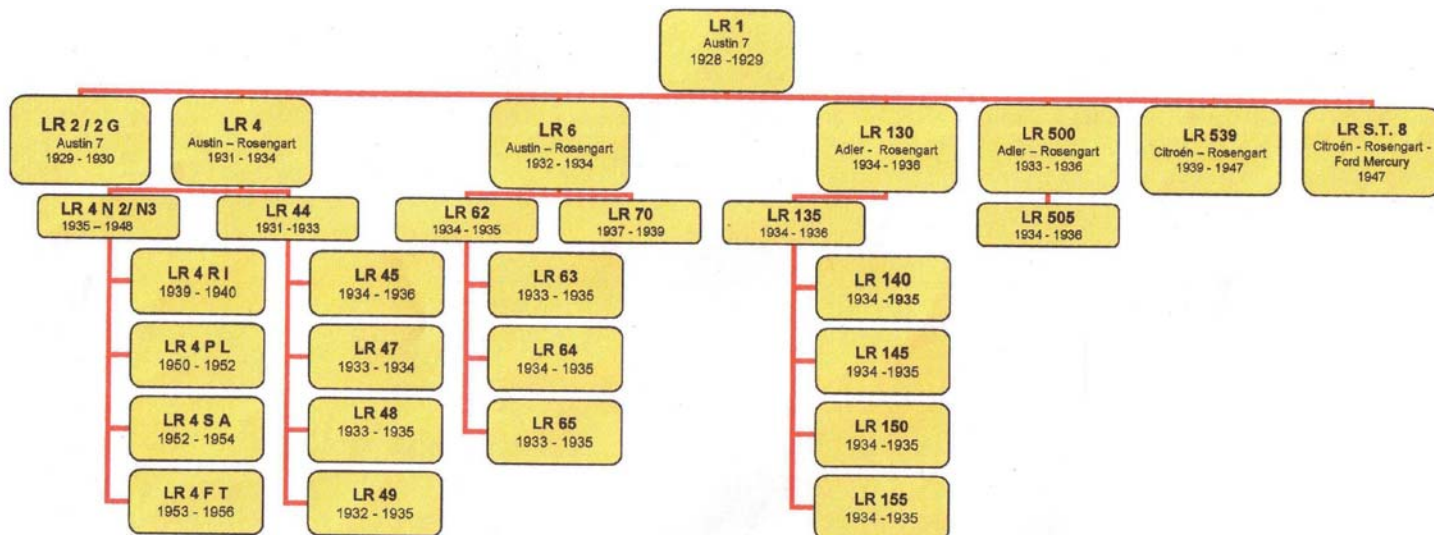 LR 1
Austin 7
1928 -1929
LR 2 / 2 G
Austin 7
1929 - 1930
LR 4
Austin – Rosengart
1931 - 1934
LR 6
Austin – Rosengart
1932 - 1934
LR 130
Adler - Rosengart
1934 - 1936
LR 500
Adler – Rosengart
1933 - 1936
LR 539
Citroén – Rosengart
1939 - 1947
LR S.T. 8
Citroén - Rosengart -
Ford Mercury
1947
LR 4 N 2/ N3
1935 – 1948
LR 44
1931 -1933
LR 62
1934 - 1935
LR 70
1937 - 1939
LR 135
1934 - 1936
LR 505
1934 - 1936
LR 4 R I
1939 - 1940
LR 4 P L
1950 - 1952
LR 4 S A
1952 - 1954
LR 4 F T
1953 - 1956
LR 45
1934 - 1936
LR 47
1933 - 1934
LR 48
1933 - 1935
LR 49
1932 - 1935
LR 63
1933 - 1935
LR 64
1934 - 1935
LR 65
1933 - 1935
LR 140
1934 -1935
LR 145
1934 -1935
LR 150
1934 -1935
LR 155
1934 -1935